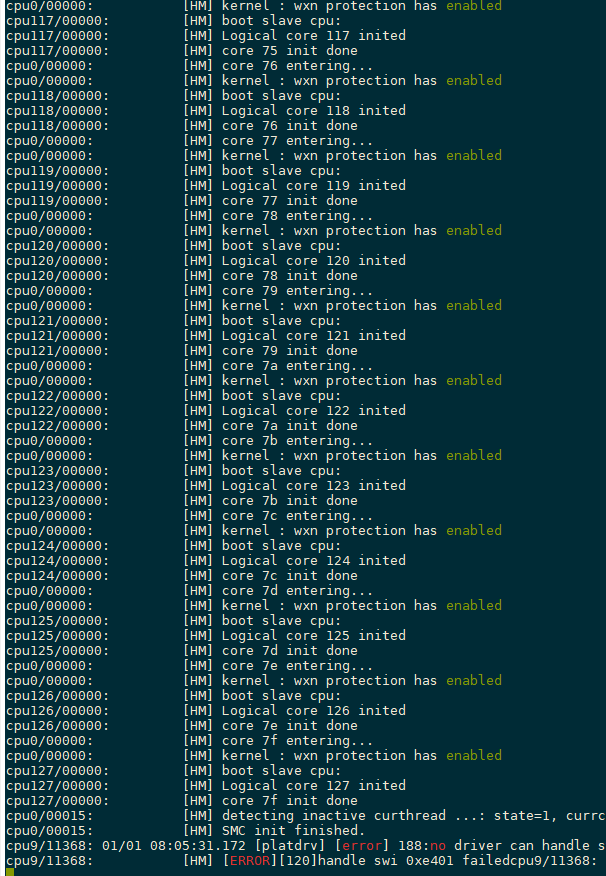 cpu0/00000: [HM] kernel : wxn protection has enabled
cpu117/00000: [HM] boot slave cpu:
cpu117/00000: [HM] Logical core 117 inited
cpu117/00000: [HM] core 75 init done
cpu0/00000: [HM] core 76 entering...
cpu0/00000: [HM] kernel : wxn protection has enabled
cpu118/00000: [HM] boot slave cpu:
cpu118/00000: [HM] Logical core 118 inited
cpu118/00000: [HM] core 76 init done
cpu0/00000: [HM] core 77 entering...
cpu0/00000: [HM] kernel : wxn protection has enabled
cpu119/00000: [HM] boot slave cpu:
cpu119/00000: [HM] Logical core 119 inited
cpu119/00000: [HM] core 77 init done
cpu0/00000: [HM] core 78 entering...
cpu0/00000: [HM] kernel : wxn protection has enabled
cpu120/00000: [HM] boot slave cpu:
cpu120/00000: [HM] Logical core 120 inited
cpu120/00000: [HM] core 78 init done
cpu0/00000: [HM] core 79 entering...
cpu0/00000: [HM] kernel : wxn protection has enabled
cpu121/00000: [HM] boot slave cpu:
cpu121/00000: [HM] Logical core 121 inited
cpu121/00000: [HM] core 79 init done
cpu0/00000: [HM] core 7a entering...
cpu0/00000: [HM] kernel : wxn protection has enabled
cpu122/00000: [HM] boot slave cpu:
cpu122/00000: [HM] Logical core 122 inited
cpu122/00000: [HM] core 7a init done
cpu0/00000: [HM] core 7b entering...
cpu0/00000: [HM] kernel : wxn protection has enabled
cpu123/00000: [HM] boot slave cpu:
cpu123/00000: [HM] Logical core 123 inited
cpu123/00000: [HM] core 7b init done
cpu0/00000: [HM] core 7c entering...
cpu0/00000: [HM] kernel : wxn protection has enabled
cpu124/00000: [HM] boot slave cpu:
cpu124/00000: [HM] Logical core 124 inited
cpu124/00000: [HM] core 7c init done
cpu0/00000: [HM] core 7d entering...
cpu0/00000: [HM] kernel : wxn protection has enabled
cpu125/00000: [HM] boot slave cpu:
cpu125/00000: [HM] Logical core 125 inited
cpu125/00000: [HM] core 7d init done
cpu0/00000: [HM] core 7e entering...
cpu0/00000: [HM] kernel : wxn protection has enabled
cpu126/00000: [HM] boot slave cpu:
cpu126/00000: [HM] Logical core 126 inited
cpu126/00000: [HM] core 7e init done
cpu0/00000: [HM] core 7f entering...
cpu0/00000: [HM] kernel : wxn protection has enabled
cpu127/00000: [HM] boot slave cpu:
cpu127/00000: [HM] Logical core 127 inited
cpu127/00000: [HM] core 7f init done
cpu0/00015: [HM] detecting inactive curthread ...: state=1, currc
cpu0/00015: [HM] SMC init finished.
cpu9/11368: 01/01 08:05:31.172 [platdrv] [error] 188:no driver can handle s
cpu9/11368: [HM] [ERROR][120]handle swi 0xe401 failedcpu9/11368: